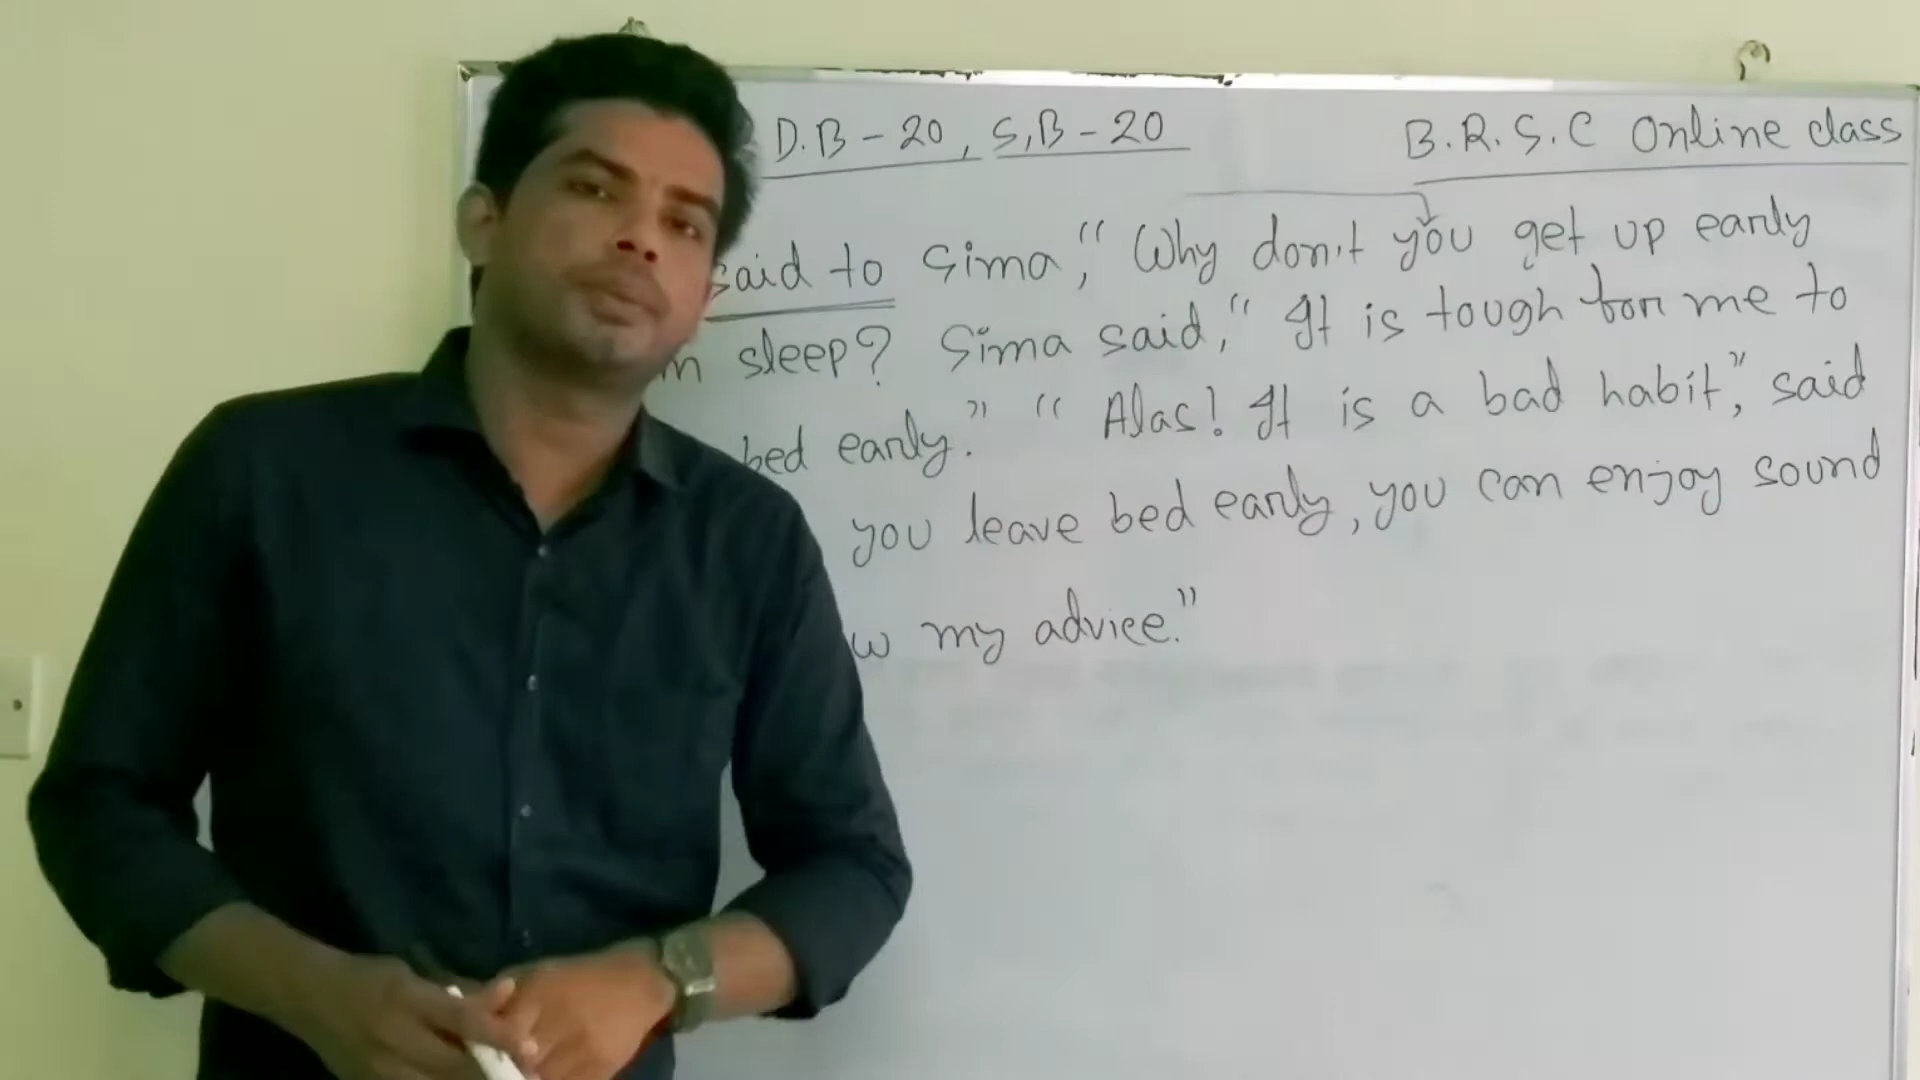 D.B - 20, S.B - 20
B.R.S.C Online class
said to Sima, "Why don't you get up early
sleep? Sima said, "It is tough for me to
bed early." "Alas! It is a bad habit," said
you leave bed early, you can enjoy sound
my advice."